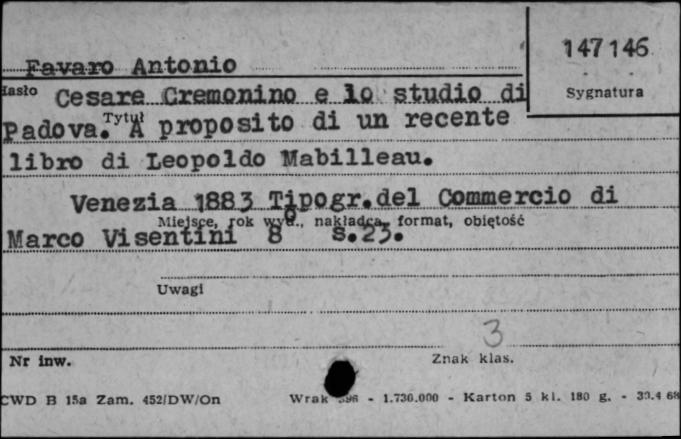 Favaro Antonio
147146
Hasło
Sygnatura
Cesare Cremonino e lo studio di
Tytuł
Padova. A proposito di un recente
libro di Leopoldo Mabilleau.
Venezia 1883 Tipogr.del Commercio di
Miejsce, rok wyd., nakładca, format, objętość
Marco Visentini 8° s.23.
Uwagi
3
Nr inw.
Znak klas.
CWD B 15a Zam. 452/DW/On
Wrak - 1.730.000 - Karton 5 kl. 180 g. -